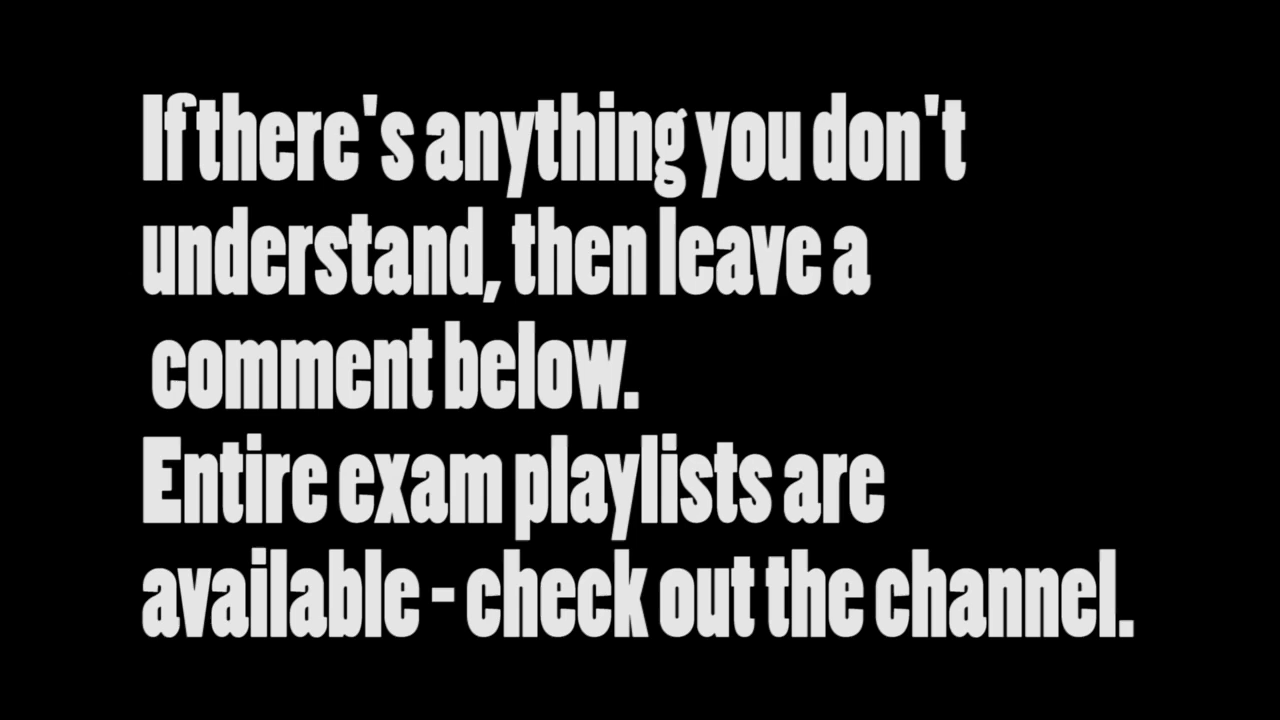 If there's anything you don't
understand, then leave a
comment below.
Entire exam playlists are
available - check out the channel.